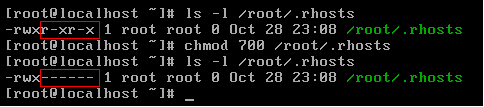 [root@localhost ~]# ls -l /root/.rhosts
-rwxr-xr-x 1 root root 0 Oct 28 23:08 /root/.rhosts
[root@localhost ~]# chmod 700 /root/.rhosts
[root@localhost ~]# ls -l /root/.rhosts
-rwx------ 1 root root 0 Oct 28 23:08 /root/.rhosts
[root@localhost ~]# _